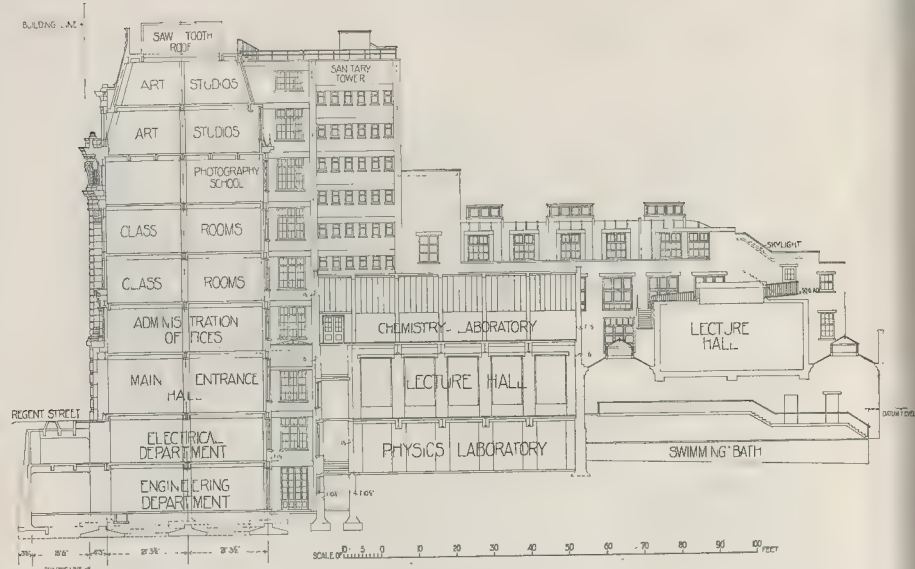 BUILDING LINE
SAW TOOTH
ROOF
ART STUDIOS
SANITARY
TOWER
ART STUDIOS
PHOTOGRAPHY
SCHOOL
CLASS ROOMS
SKYLIGHT
CLASS ROOMS
ADMINISTRATION
OFFICES
CHEMISTRY LABORATORY
LECTURE
HALL
MAIN ENTRANCE
HALL
LECTURE HALL
REGENT STREET
ELECTRICAL
DEPARTMENT
PHYSICS LABORATORY
SWIMMING BATH
ENGINEERING
DEPARTMENT
SCALE OF 10 5 0 10 20 30 40 50 60 70 80 90 100 FEET